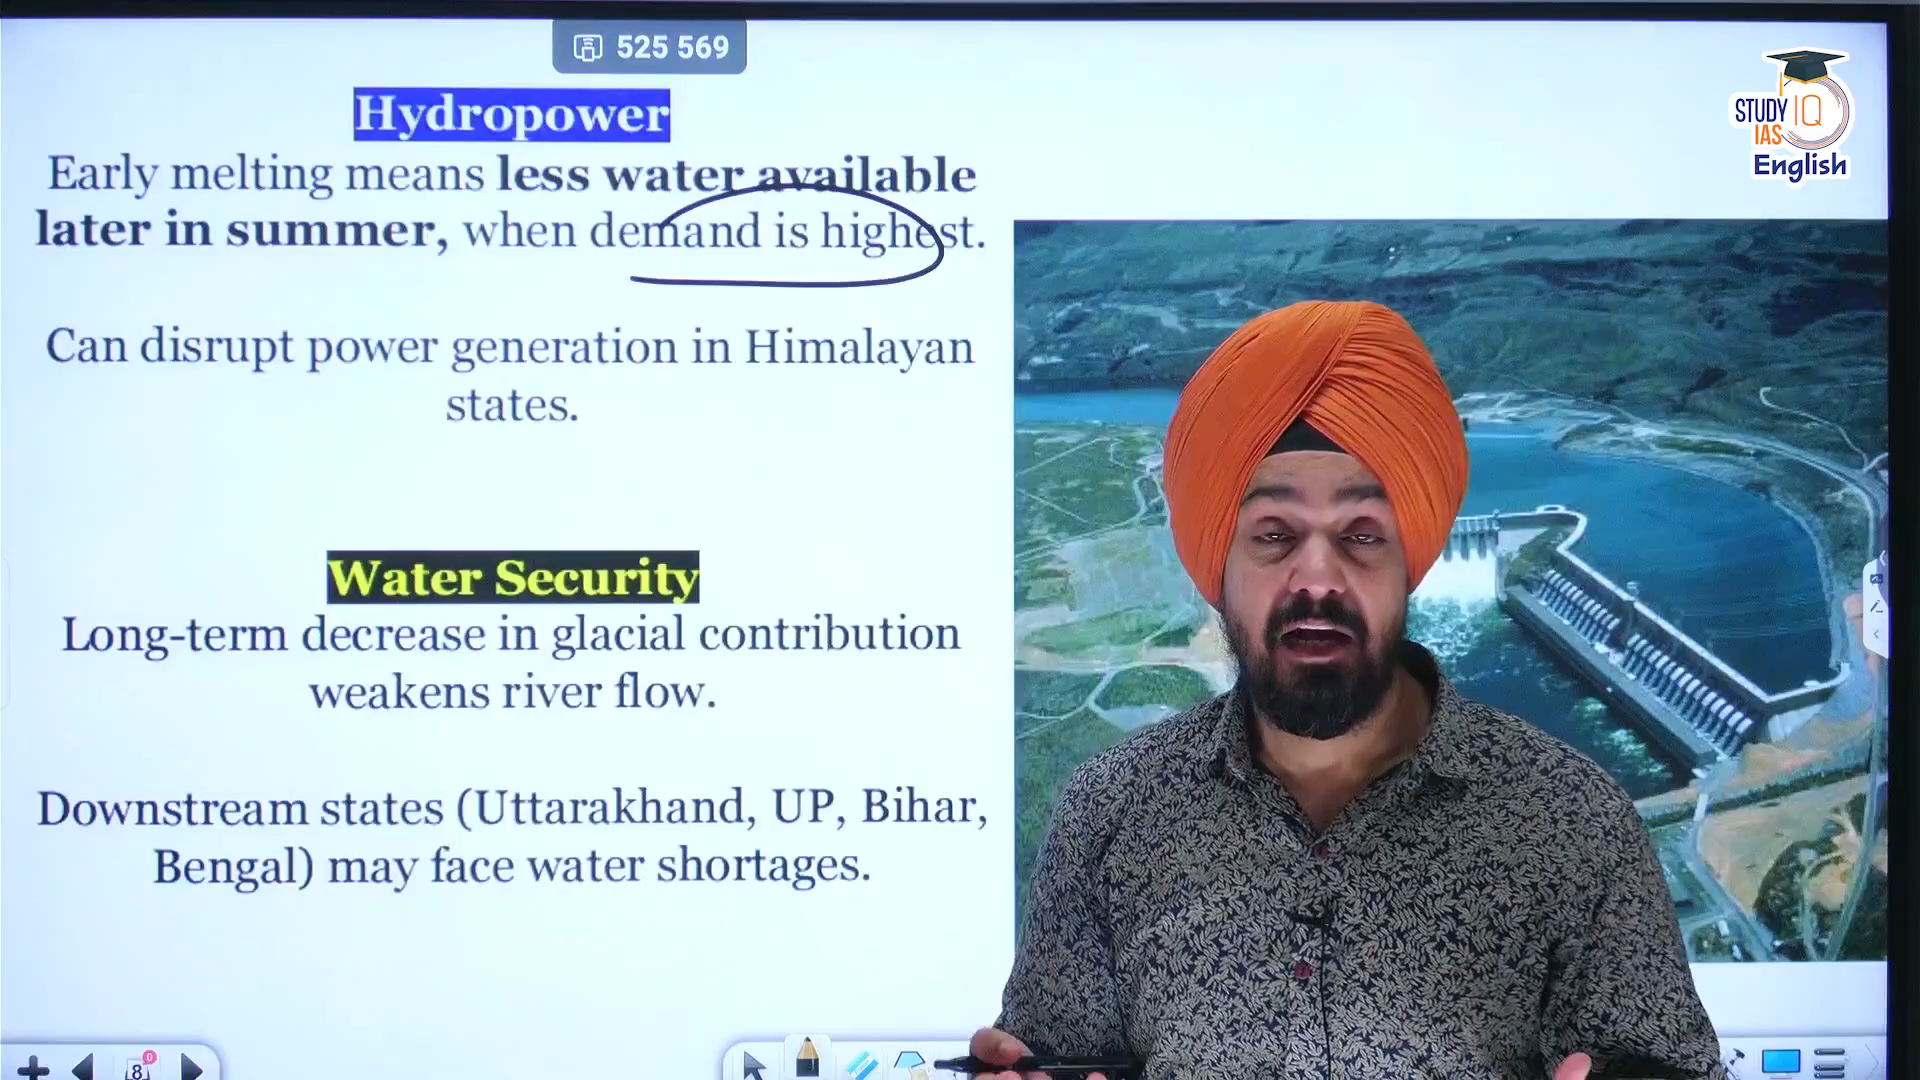 525 569
STUDY IQ
IAS
English
Hydropower
Early melting means less water available
later in summer, when demand is highest.
Can disrupt power generation in Himalayan
states.
Water Security
Long-term decrease in glacial contribution
weakens river flow.
Downstream states (Uttarakhand, UP, Bihar,
Bengal) may face water shortages.
8
0